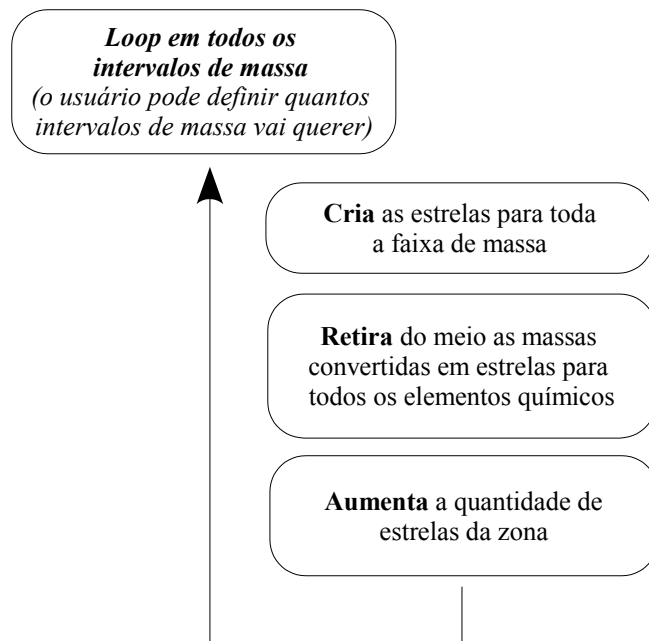 Loop em todos os
intervalos de massa
(o usuário pode definir quantos
intervalos de massa vai querer)
Cria as estrelas para toda
a faixa de massa
Retira do meio as massas
convertidas em estrelas para
todos os elementos químicos
Aumenta a quantidade de
estrelas da zona